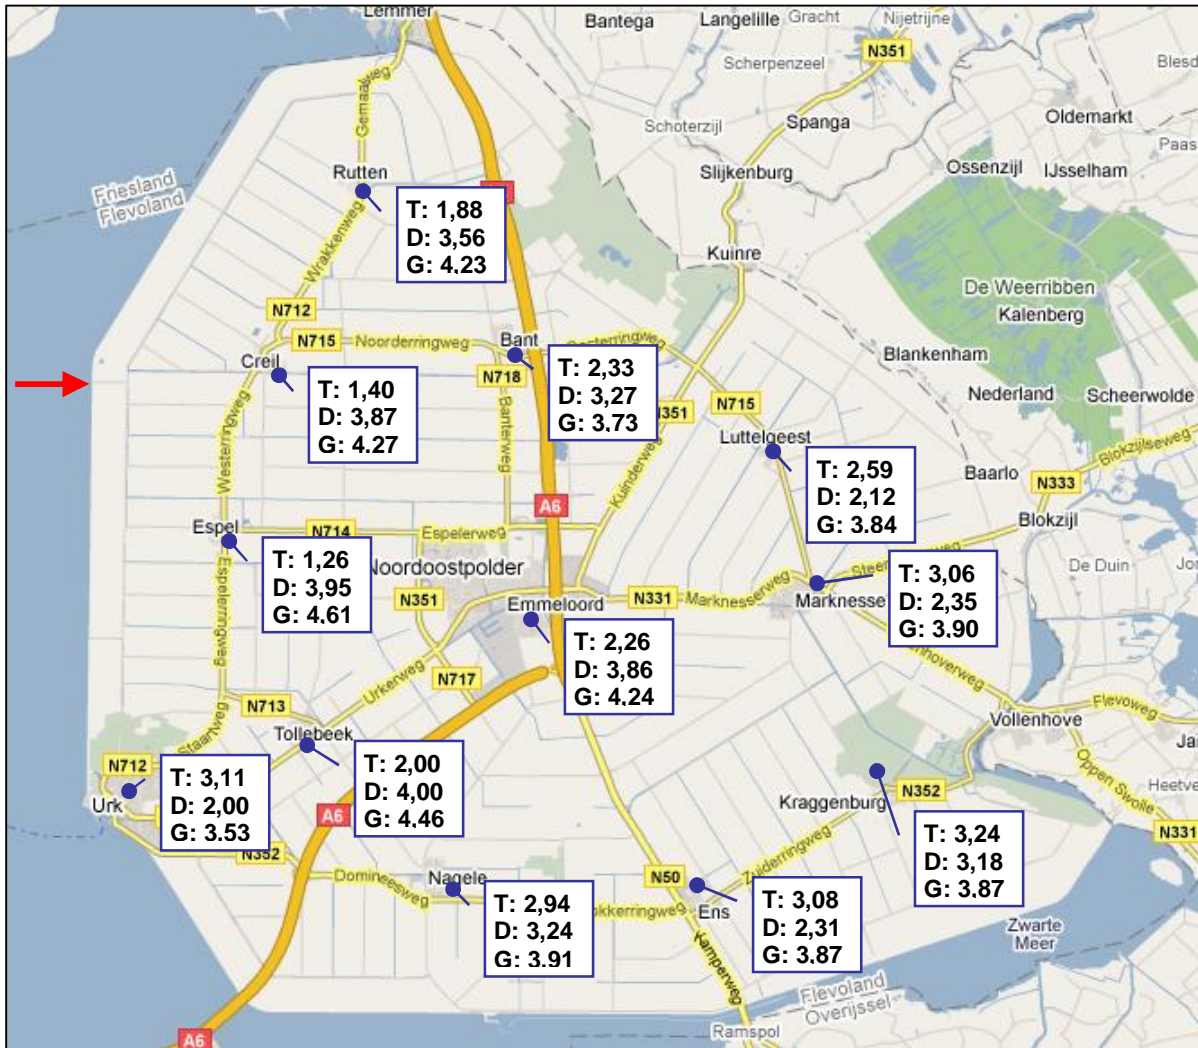 Lemmer
Bantega
Langelille
Gracht
Nijetrijne
N351
Scherpenzeel
Gemaalweg
Schoterzijl
Spanga
Oldemarkt
Rutten
Slijkenburg
Ossenzijl
IJsselham
Friesland
Flevoland
T: 1,88
D: 3,56
G: 4.23
Wrakkenweg
Kuinre
De Weerribben
Kalenberg
N712
N715
Noorderringweg
Bant
Creil
N718
T: 2,33
D: 3,27
G: 3.73
Blankenham
Nederland
Scheerwolde
T: 1,40
D: 3,87
G: 4.27
Banterweg
N715
Westerringweg
Kuinderweg
Luttelgeest
Blokzijlseweg
T: 2,59
D: 2,12
G: 3.84
Baarlo
N333
A6
Blokzijl
Espel
N714
Espelerweg
T: 1,26
D: 3,95
G: 4.61
Espelerringweg
Noordoostpolder
N351
Emmeloord
N331
Marknesserweg
Marknesse
De Duin
T: 3,06
D: 2,35
G: 3.90
T: 2,26
D: 3,86
G: 4.24
Urkerweg
N717
N713
Tollebeek
Vollenhove
Flevoweg
Staartweg
N712
Urk
T: 3,11
D: 2,00
G: 3.53
T: 2,00
D: 4,00
G: 4.46
A6
Oppen Swolle
Kraggenburg
N352
N331
N352
T: 3,24
D: 3,18
G: 3.87
Zuiderringweg
Domineesweg
Nagele
N50
Ens
T: 2,94
D: 3,24
G: 3.91
T: 3,08
D: 2,31
G: 3.87
Zwarte
Meer
Kamperweg
Flevoland
Overijssel
Ramspol
A6